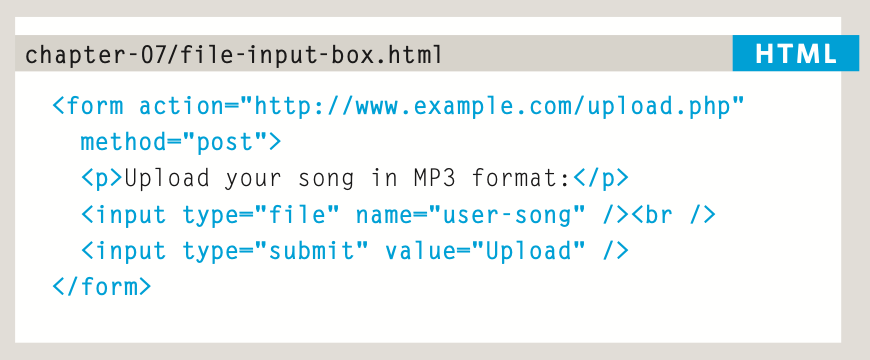 chapter-07/file-input-box.html HTML
<form action="http://www.example.com/upload.php"
method="post">
<p>Upload your song in MP3 format:</p>
<input type="file" name="user-song" /><br />
<input type="submit" value="Upload" />
</form>